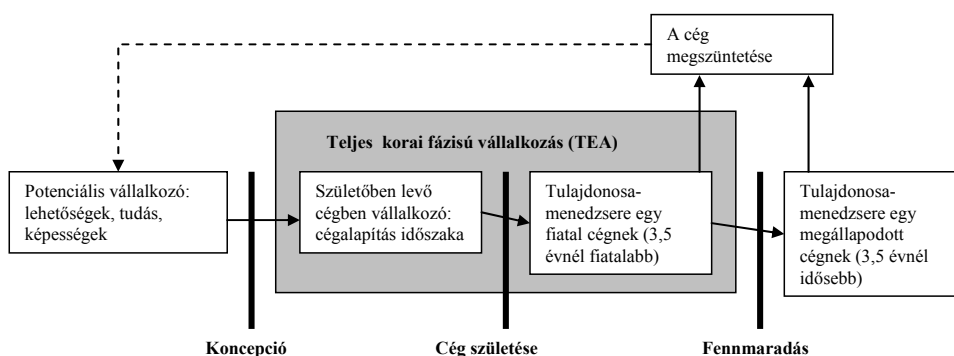 A cég
megszüntetése
Teljes korai fázisú vállalkozás (TEA)
Potenciális vállalkozó:
lehetőségek, tudás,
képességek
Születőben levő
cégben vállalkozó:
cégalapítás időszaka
Tulajdonosa-
menedzsere egy
fiatal cégnek (3,5
évnél fiatalabb)
Tulajdonosa-
menedzsere egy
megállapodott
cégnek (3,5 évnél
idősebb)
Koncepció
Cég születése
Fennmaradás